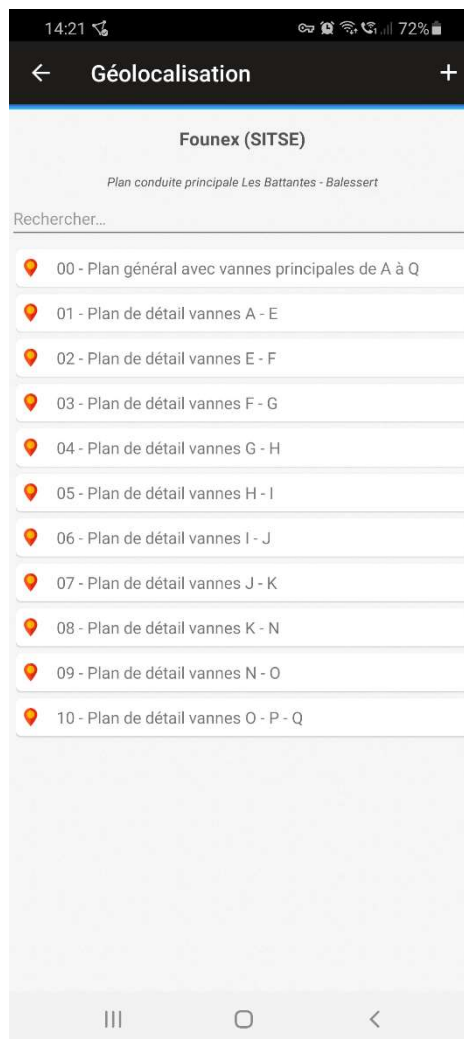 14:21 72%
Géolocalisation +
Founex (SITSE)
Plan conduite principale Les Battantes - Balessert
Rechercher...
00 - Plan général avec vannes principales de A à Q
01 - Plan de détail vannes A - E
02 - Plan de détail vannes E - F
03 - Plan de détail vannes F - G
04 - Plan de détail vannes G - H
05 - Plan de détail vannes H - I
06 - Plan de détail vannes I - J
07 - Plan de détail vannes J - K
08 - Plan de détail vannes K - N
09 - Plan de détail vannes N - O
10 - Plan de détail vannes O - P - Q